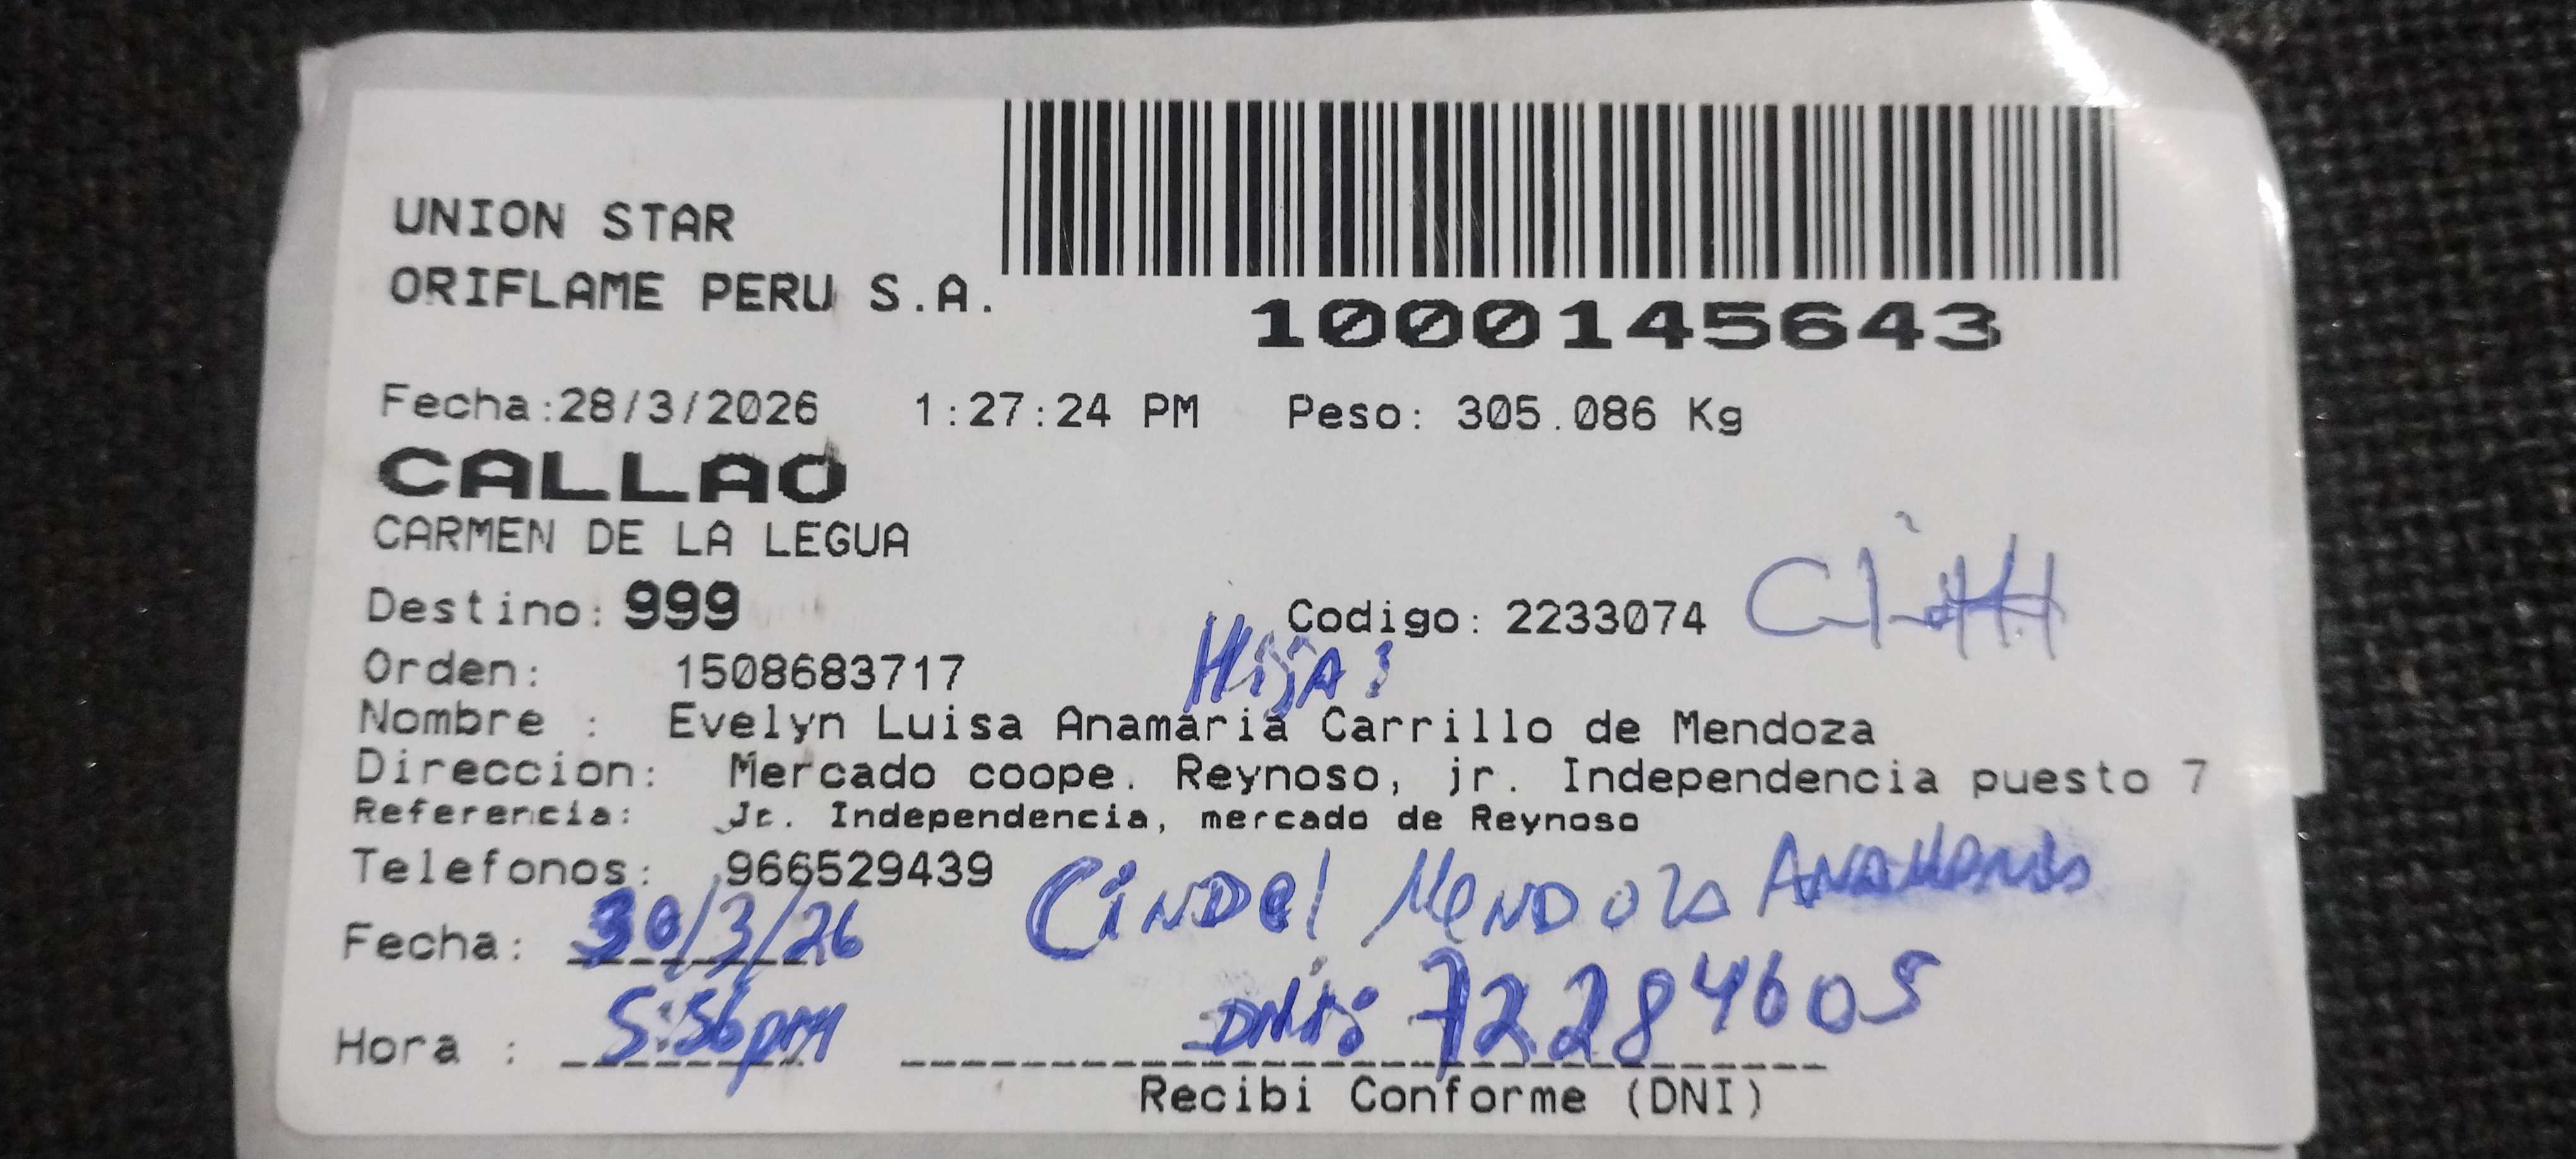 UNION STAR
ORIFLAME PERU S.A.
1000145643
Fecha:28/3/2026 1:27:24 PM Peso: 305.086 Kg
CALLAO
CARMEN DE LA LEGUA
Destino: 999 Codigo: 2233074
Orden: 1508683717
HijA:
Nombre : Evelyn Luisa Anamaria Carrillo de Mendoza
Direccion: Mercado coope. Reynoso, jr. Independencia puesto 7
Referencia: Jr. Independencia, mercado de Reynoso
Telefonos: 966529439
CiNDel MeNDOza
Fecha: 30/3/26
DNI: 72284605
Hora : 5:56pm
Recibi Conforme (DNI)